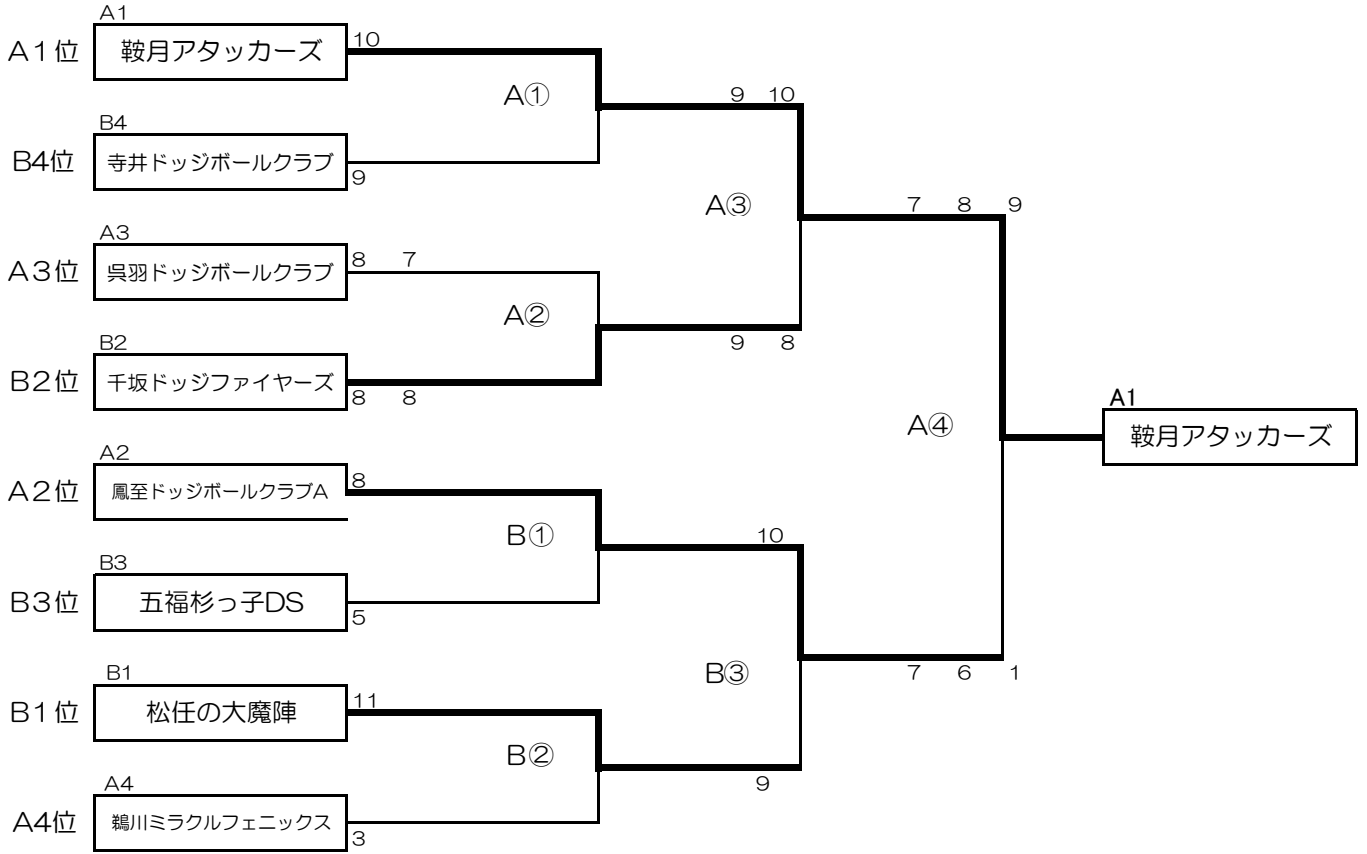 A1
A1位 鞍月アタッカーズ 10
A① 9 10
B4
B4位 寺井ドッジボールクラブ 9
A③ 7 8 9
A3
A3位 呉羽ドッジボールクラブ 8 7
A② 9 8
B2
B2位 千坂ドッジファイヤーズ 8 8
A1
A④ 鞍月アタッカーズ
A2
A2位 鳳至ドッジボールクラブA 8
B① 10
B3
B3位 五福杉っ子DS 5
B③ 7 6 1
B1
B1位 松任の大魔陣 11
B② 9
A4
A4位 鵜川ミラクルフェニックス 3